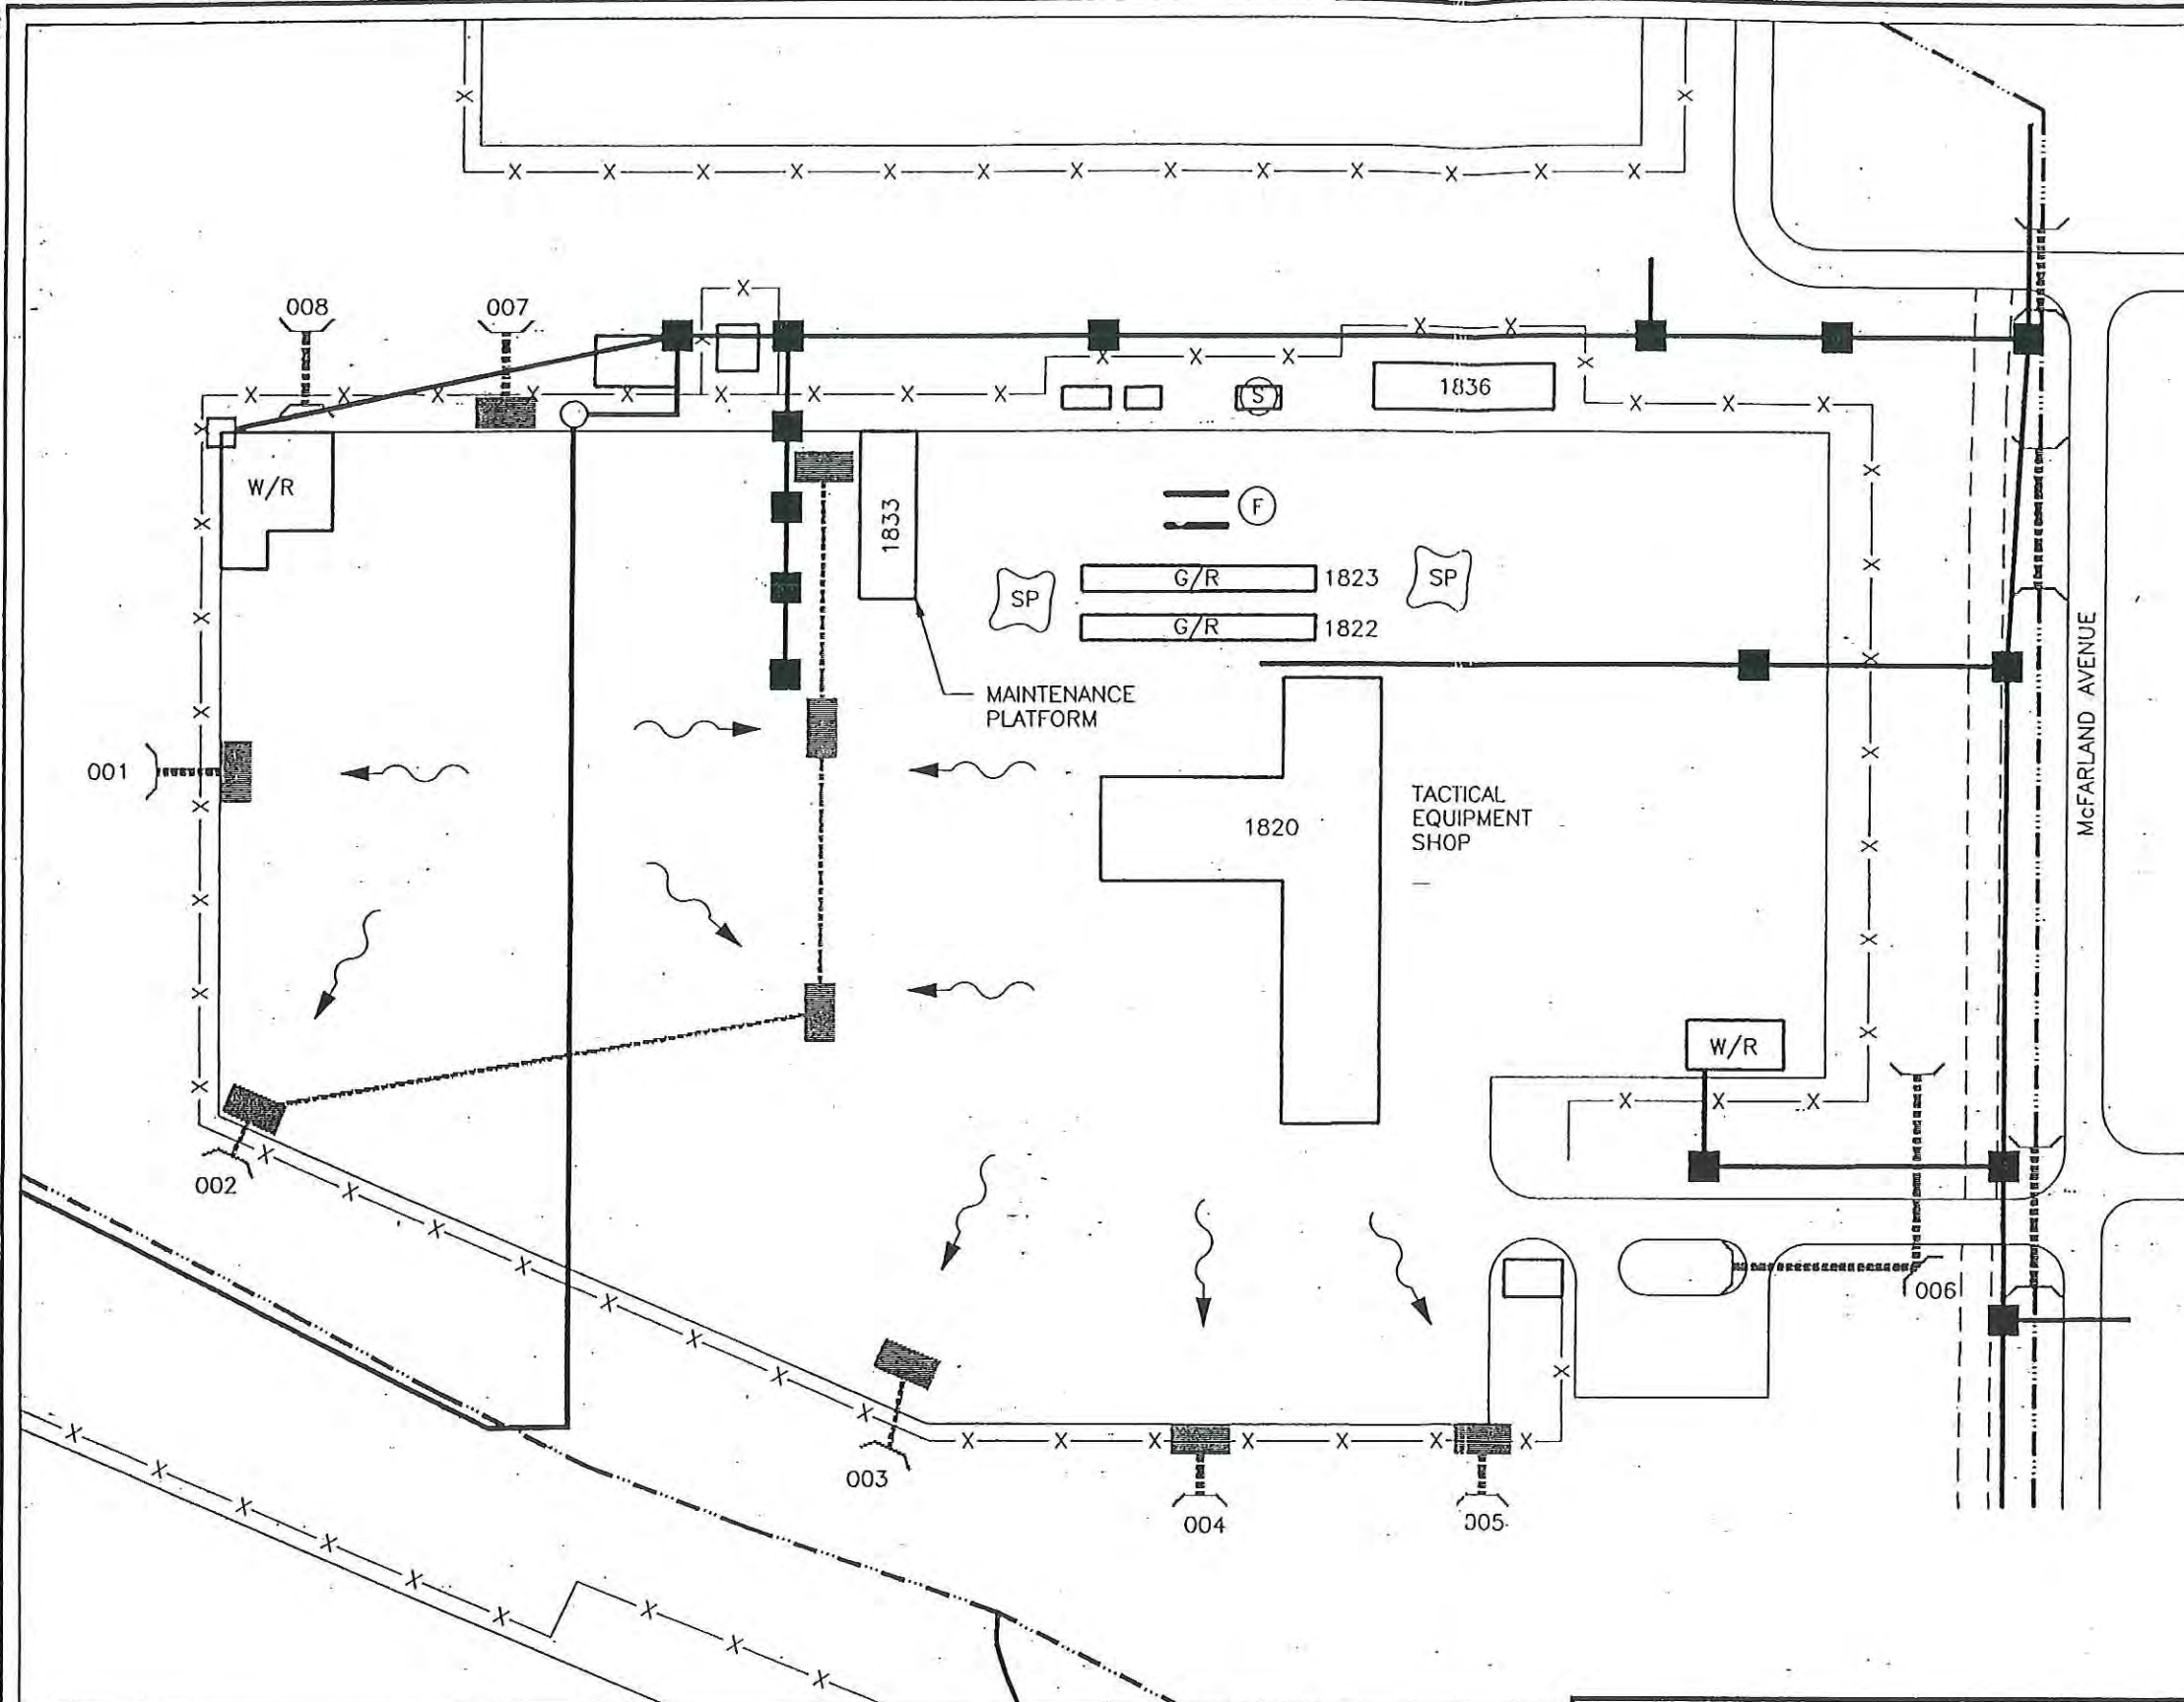 008
007
S
1836
W/R
1833
F
SP
G/R
1823
SP
G/R
1822
MAINTENANCE
PLATFORM
McFARLAND AVENUE
001
TACTICAL
EQUIPMENT
SHOP
1820
W/R
002
006
003
004
005